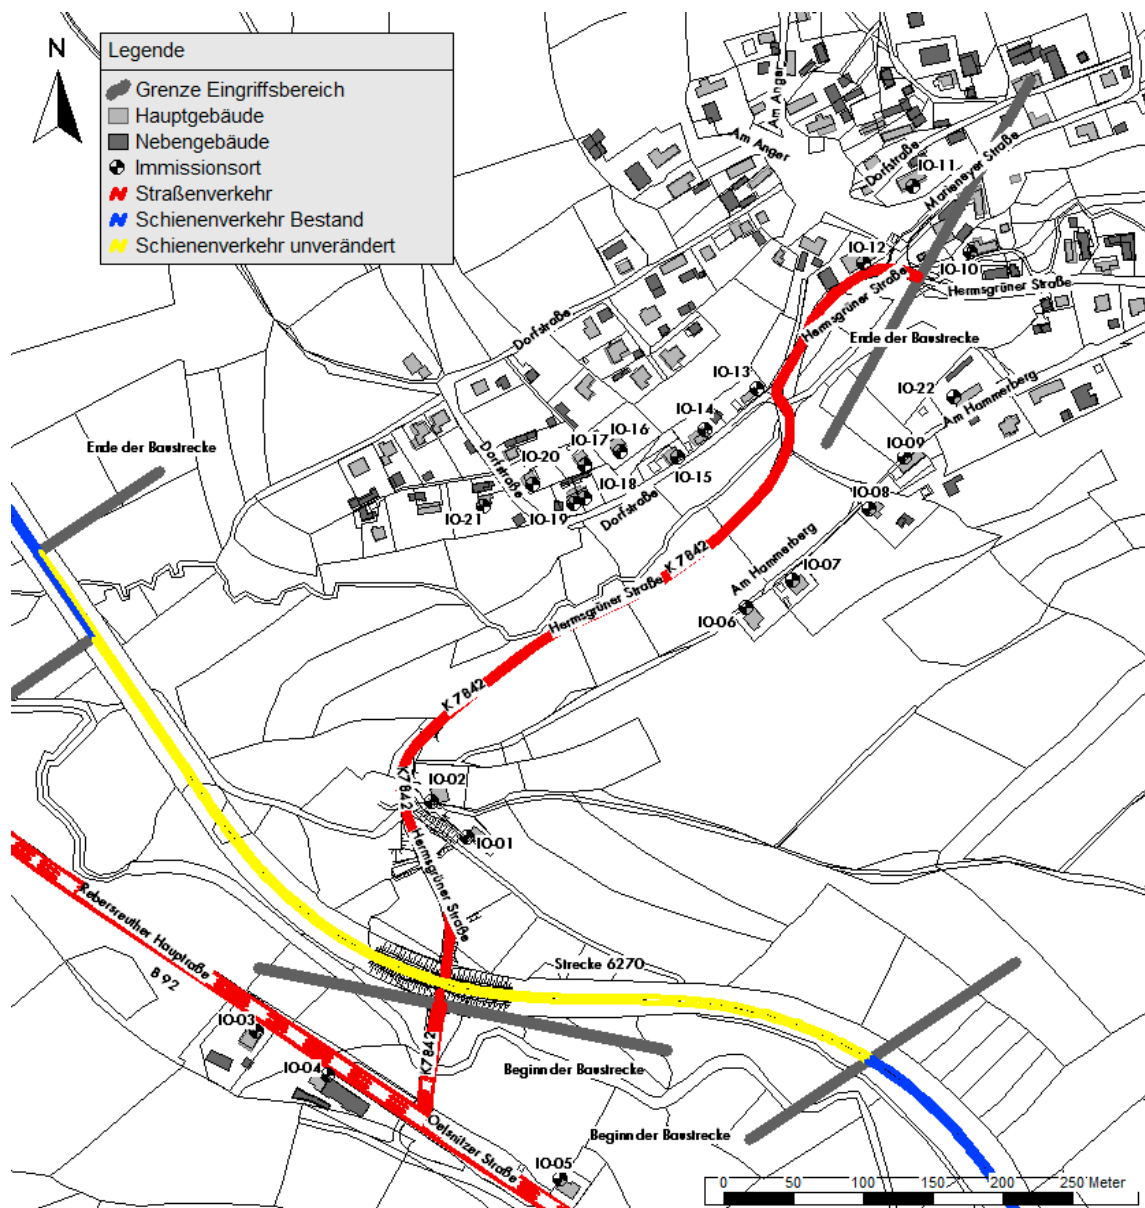 N
Legende
Grenze Eingriffsbereich
Hauptgebäude
Nebengebäude
Immissionsort
Straßenverkehr
Schienenverkehr Bestand
Schienenverkehr unverändert
Am Anger
Am Anger
Dorfstraße
Marieneyer Straße
IO-11
IO-12
IO-10
Hermsgrüner Straße
Hermsgrüner Straße
Ende der Baustrecke
Dorfstraße
IO-13
IO-22
Am Hammerberg
IO-14
IO-16
IO-17
IO-09
Ende der Baustrecke
Dorfstraße
IO-20
IO-15
IO-18
IO-08
IO-21
IO-19
Dorfstraße
K 7842
Am Hammerberg
IO-07
Hermsgrüner Straße
IO-06
K 7842
K7842
IO-02
IO-01
Hermsgrüner Straße
Rebersreuther Hauptraße
B 92
Strecke 6270
IO-03
K7842
IO-04
Beginn der Baustrecke
Oelsnitzer Straße
Beginn der Baustrecke
IO-05
0 50 100 150 200 250 Meter